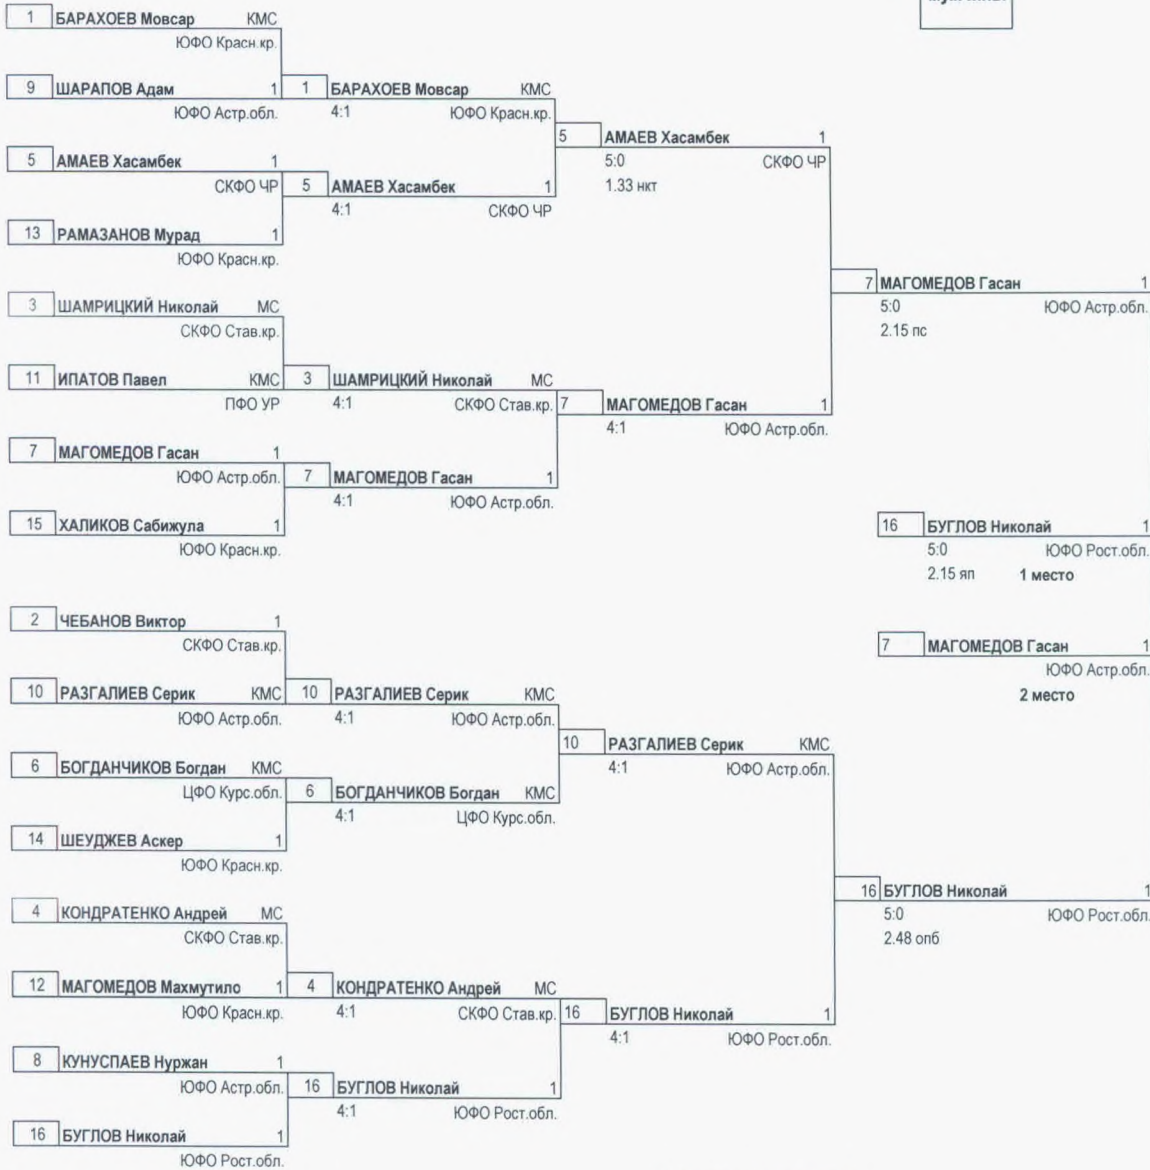 1 БАРАХОЕВ Мовсар КМС
ЮФО Красн.кр.
9 ШАРАПОВ Адам 1
ЮФО Астр.обл.
1 БАРАХОЕВ Мовсар КМС
4:1 ЮФО Красн.кр.
5 АМАЕВ Хасамбек 1
СКФО ЧР
13 РАМАЗАНОВ Мурад 1
ЮФО Красн.кр.
5 АМАЕВ Хасамбек 1
4:1 СКФО ЧР
5 АМАЕВ Хасамбек 1
5:0 СКФО ЧР
1.33 нкт
3 ШАМРИЦКИЙ Николай МС
СКФО Став.кр.
11 ИПАТОВ Павел КМС
ПФО УР
3 ШАМРИЦКИЙ Николай МС
4:1 СКФО Став.кр.
7 МАГОМЕДОВ Гасан 1
ЮФО Астр.обл.
15 ХАЛИКОВ Сабижула 1
ЮФО Красн.кр.
7 МАГОМЕДОВ Гасан 1
4:1 ЮФО Астр.обл.
7 МАГОМЕДОВ Гасан 1
4:1 ЮФО Астр.обл.
7 МАГОМЕДОВ Гасан 1
5:0 ЮФО Астр.обл.
2.15 пс
16 БУГЛОВ Николай 1
5:0 ЮФО Рост.обл.
2.15 яп 1 место
7 МАГОМЕДОВ Гасан 1
ЮФО Астр.обл.
2 место
2 ЧЕБАНОВ Виктор 1
СКФО Став.кр.
10 РАЗГАЛИЕВ Серик КМС
ЮФО Астр.обл.
10 РАЗГАЛИЕВ Серик КМС
4:1 ЮФО Астр.обл.
6 БОГДАНЧИКОВ Богдан КМС
ЦФО Курс.обл.
14 ШЕУДЖЕВ Аскер 1
ЮФО Красн.кр.
6 БОГДАНЧИКОВ Богдан КМС
4:1 ЦФО Курс.обл.
10 РАЗГАЛИЕВ Серик КМС
4:1 ЮФО Астр.обл.
4 КОНДРАТЕНКО Андрей МС
СКФО Став.кр.
12 МАГОМЕДОВ Махмутило 1
ЮФО Красн.кр.
4 КОНДРАТЕНКО Андрей МС
4:1 СКФО Став.кр.
8 КУНУСПАЕВ Нуржан 1
ЮФО Астр.обл.
16 БУГЛОВ Николай 1
ЮФО Рост.обл.
16 БУГЛОВ Николай 1
4:1 ЮФО Рост.обл.
16 БУГЛОВ Николай 1
4:1 ЮФО Рост.обл.
16 БУГЛОВ Николай 1
5:0 ЮФО Рост.обл.
2.48 опб